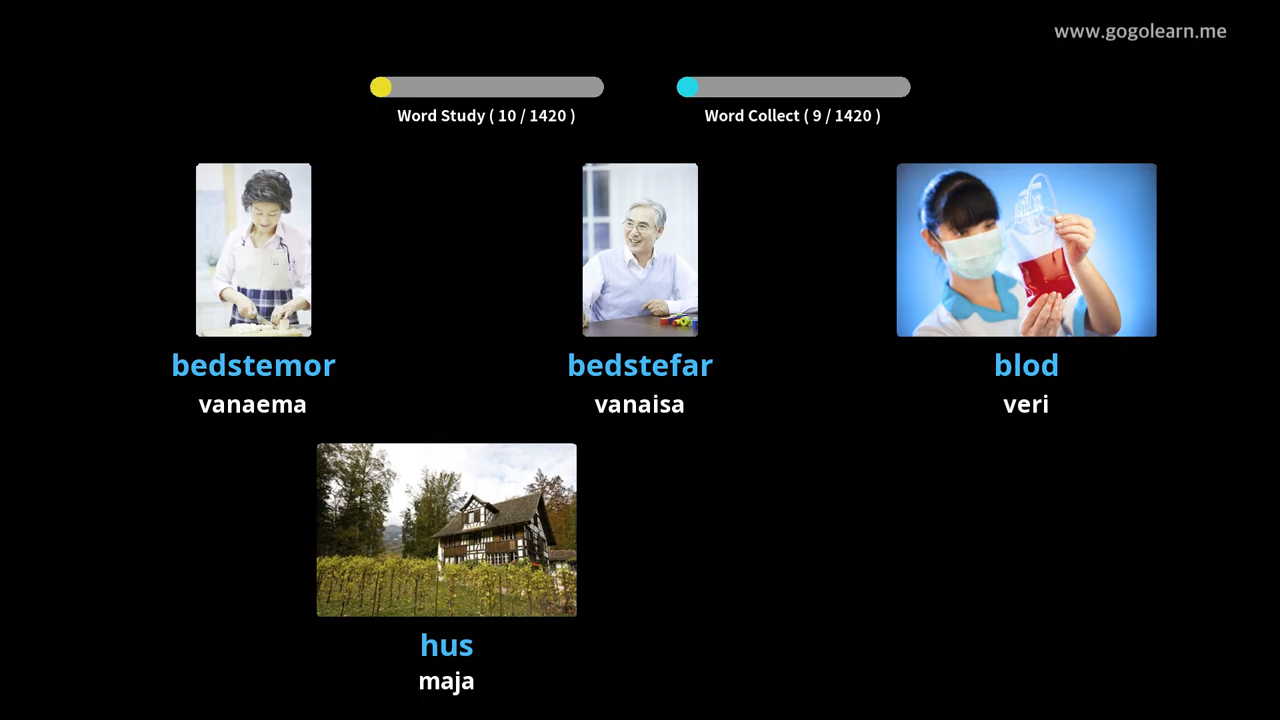 www.gogolearn.me
Word Study ( 10 / 1420 )
Word Collect ( 9 / 1420 )
bedstemor
vanaema
bedstefar
vanaisa
blod
veri
hus
maja